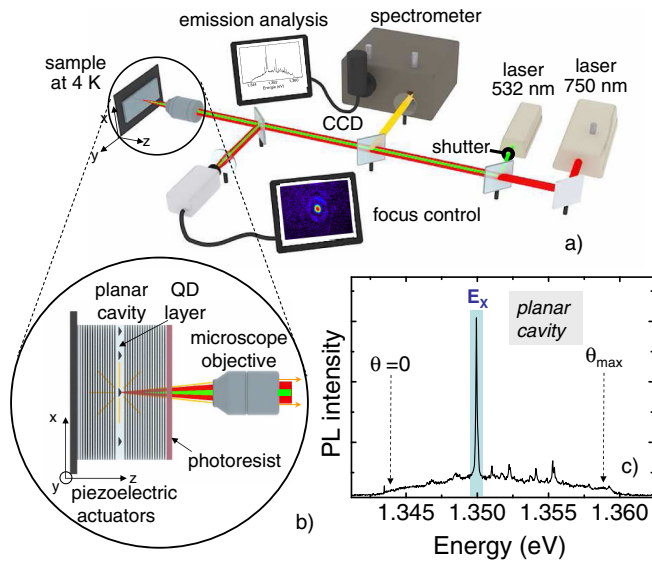 emission analysis
spectrometer
sample
at 4 K
laser
532 nm
laser
750 nm
CCD
shutter
x
y
z
focus control
a)
planar
cavity
QD
layer
microscope
objective
x
y
z
photoresist
piezoelectric
actuators
b)
PL intensity
E_X
planar
cavity
θ =0
θ_max
c)
1.345
1.350
1.355
1.360
Energy (eV)